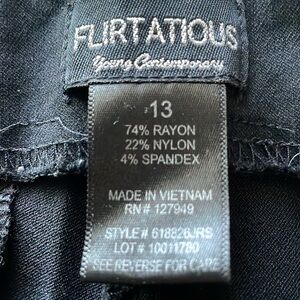 FLIRTATIOUS
Young Contemporary
13
74% RAYON
22% NYLON
4% SPANDEX
MADE IN VIETNAM
RN# 127949
STYLE# 618826JRS
LOT# 10011780
SEE REVERSE FOR CARE